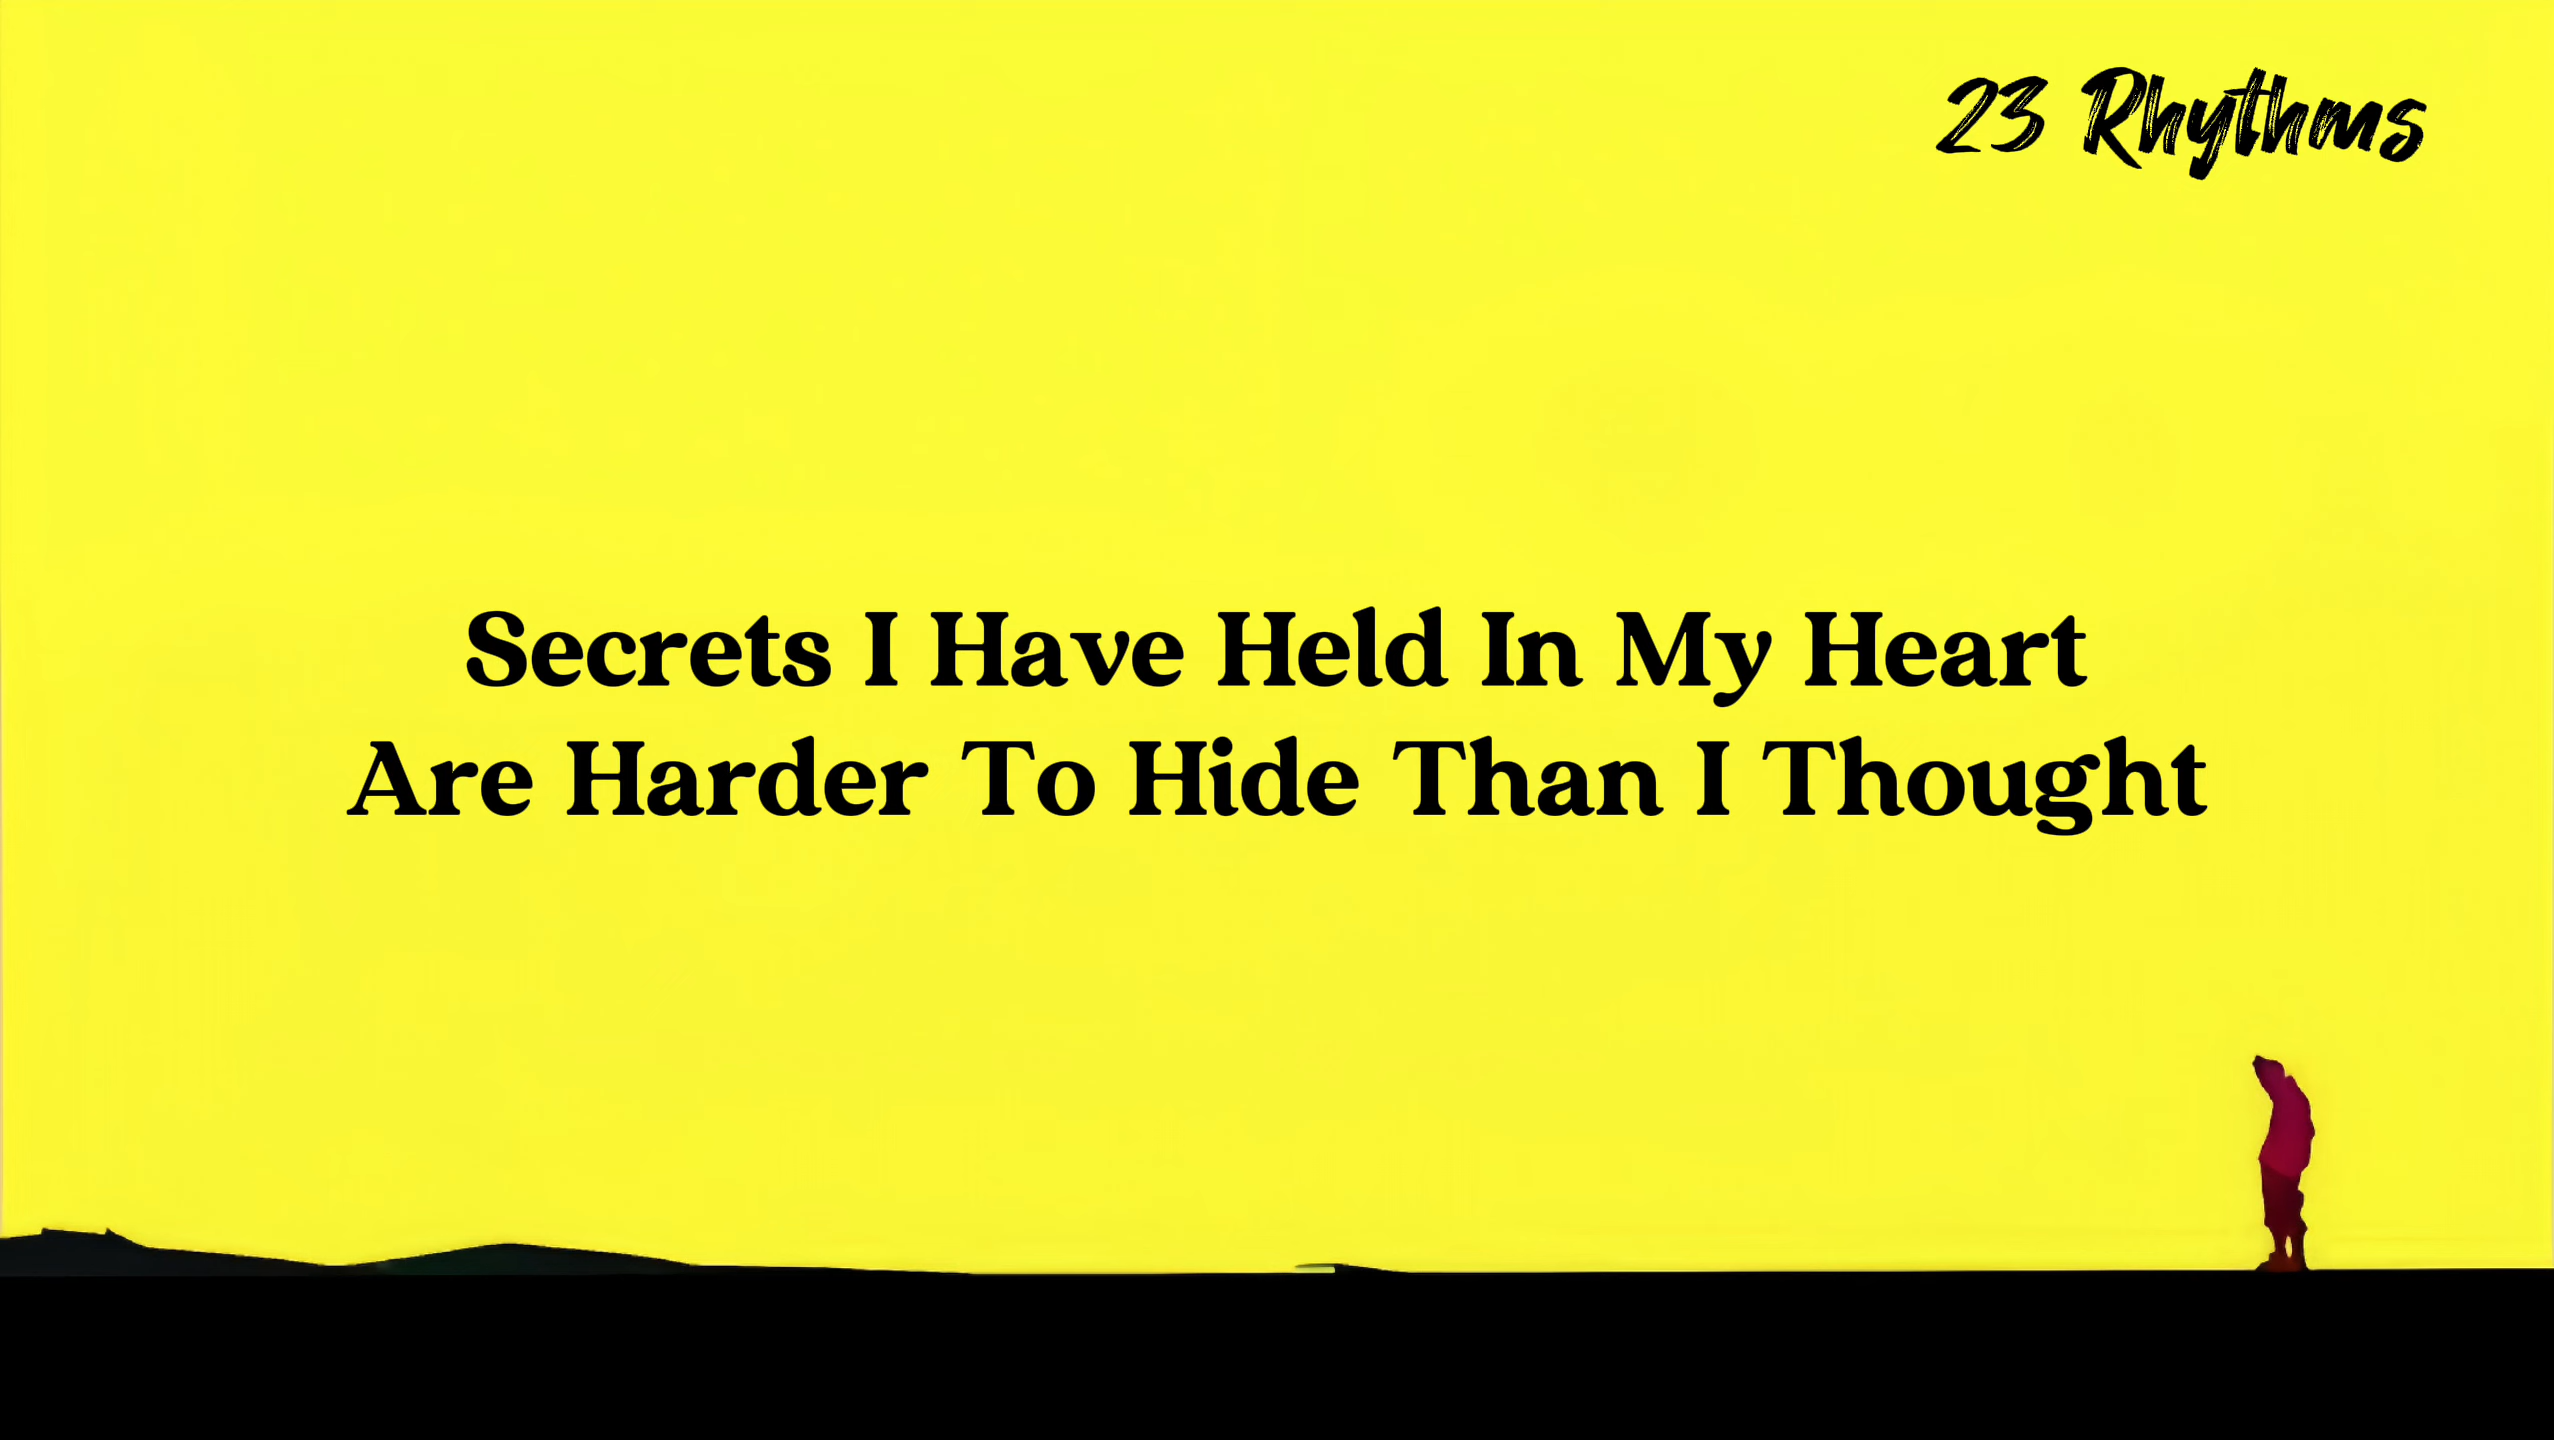 23 Rhythms
Secrets I Have Held In My Heart
Are Harder To Hide Than I Thought